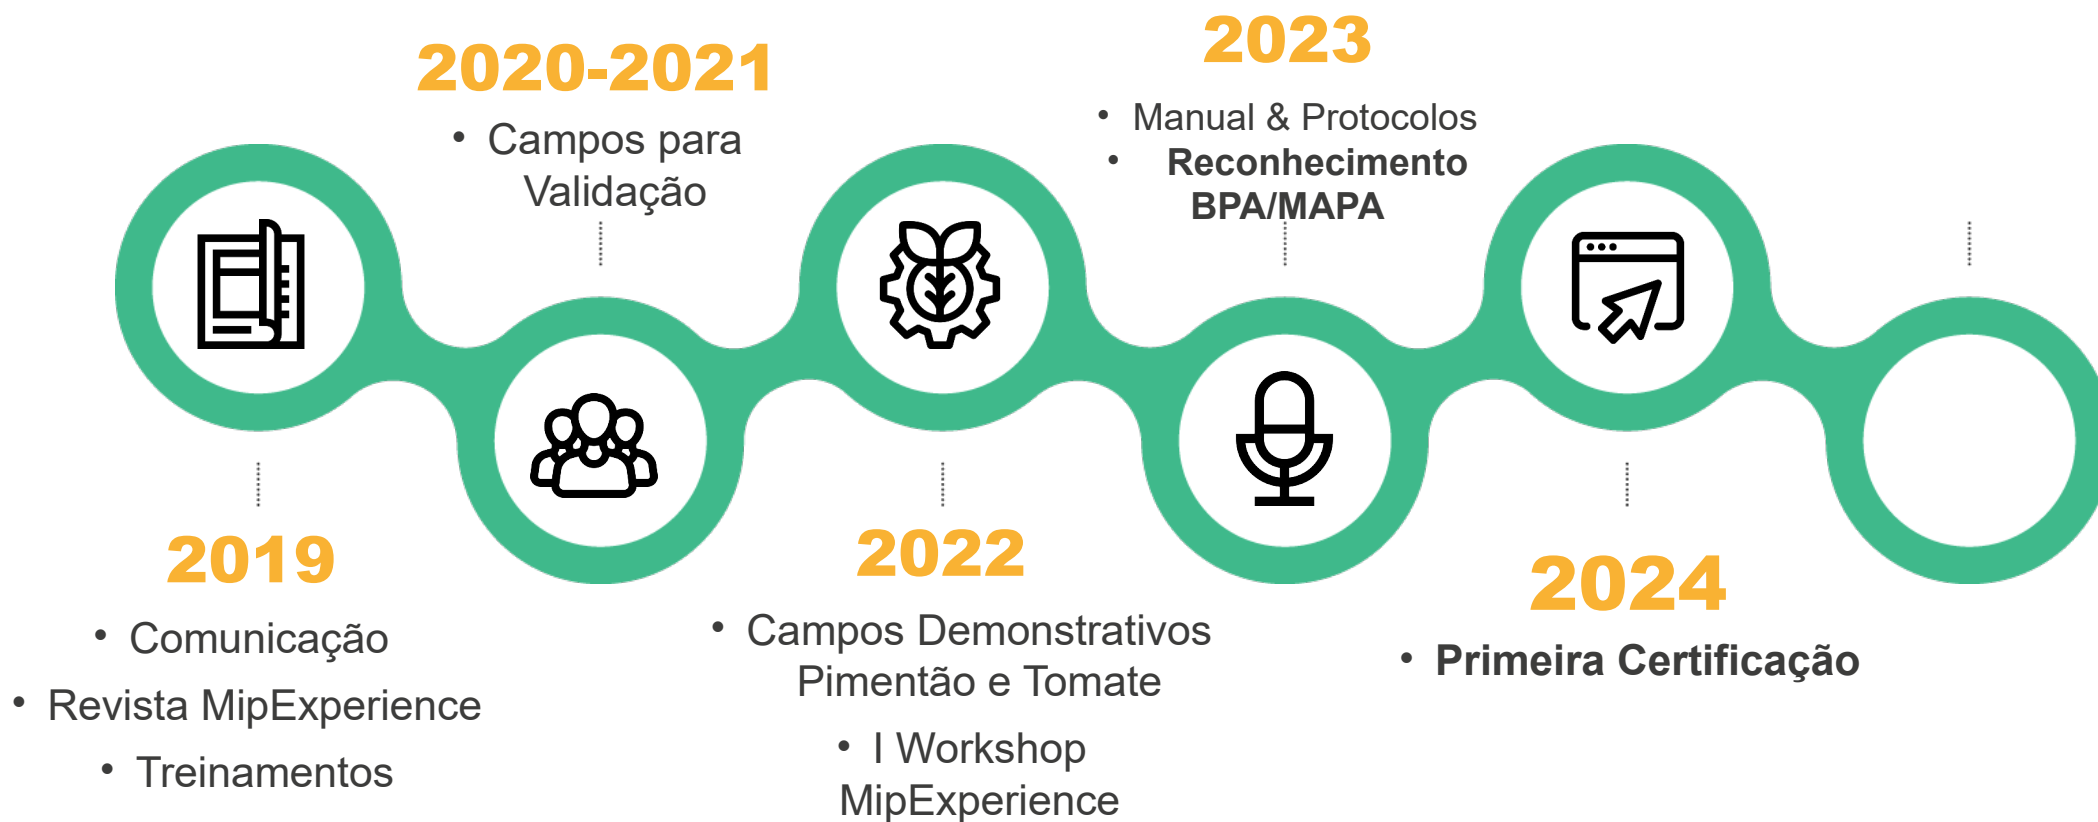 2019
• Comunicação
• Revista MipExperience
• Treinamentos
2020-2021
• Campos para
Validação
2022
• Campos Demonstrativos
Pimentão e Tomate
• I Workshop
MipExperience
2023
• Manual & Protocolos
• Reconhecimento
BPA/MAPA
2024
• Primeira Certificação